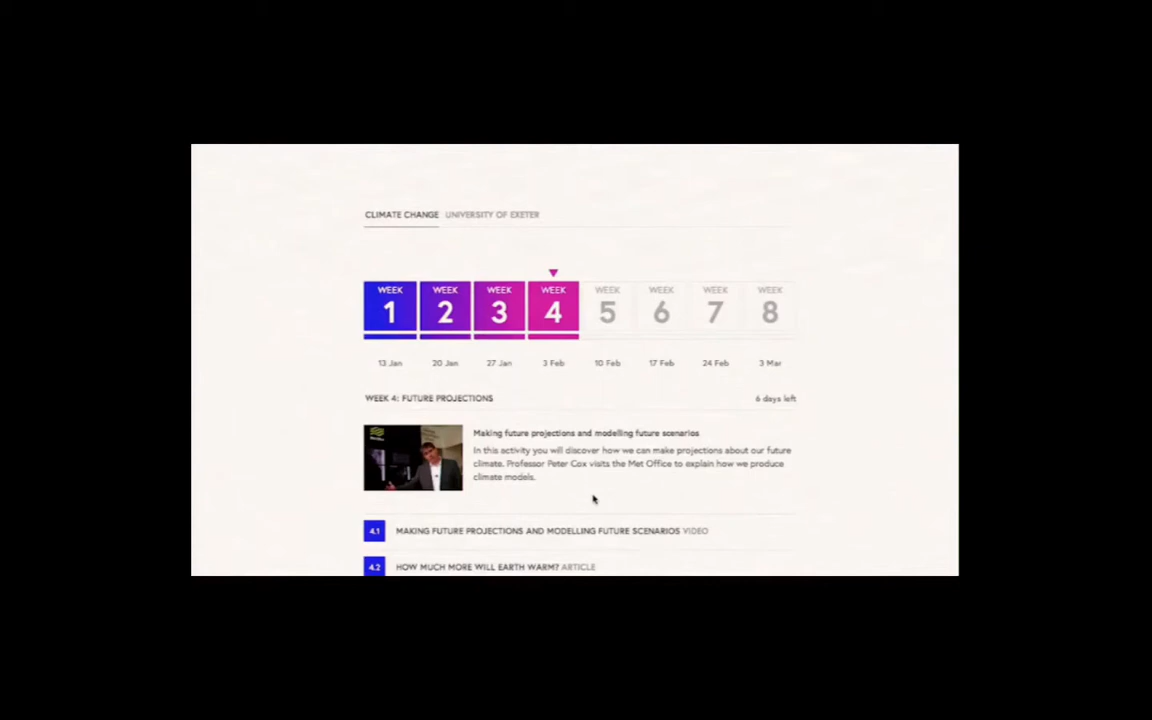 CLIMATE CHANGE UNIVERSITY OF EXETER
WEEK WEEK WEEK WEEK WEEK WEEK WEEK WEEK
1 2 3 4 5 6 7 8
13 Jan 20 Jan 27 Jan 3 Feb 10 Feb 17 Feb 24 Feb 3 Mar
WEEK 4: FUTURE PROJECTIONS 6 days left
Making future projections and modelling future scenarios
In this activity you will discover how we can make projections about our future
climate. Professor Peter Cox visits the Met Office to explain how we produce
climate models.
4.1 MAKING FUTURE PROJECTIONS AND MODELLING FUTURE SCENARIOS VIDEO
4.2 HOW MUCH MORE WILL EARTH WARM? ARTICLE